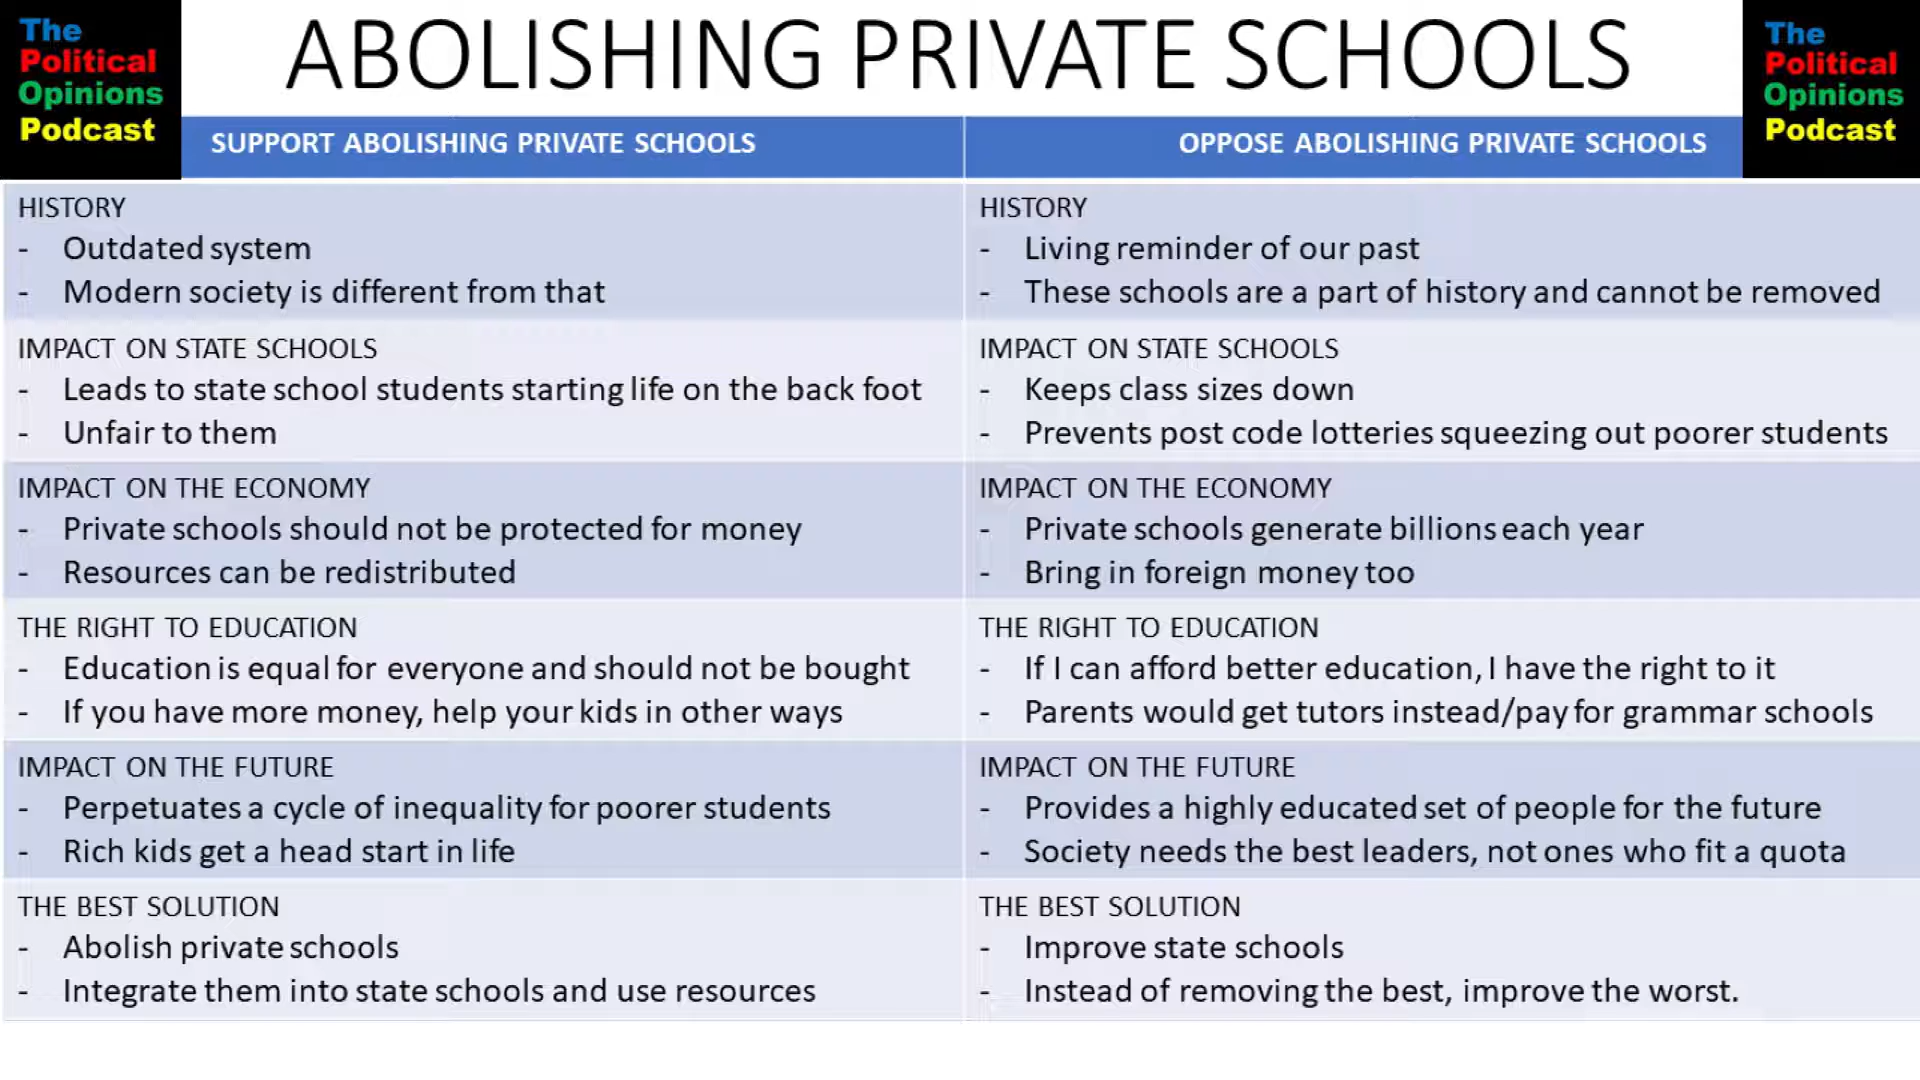 The
Political
Opinions
Podcast
ABOLISHING PRIVATE SCHOOLS
The
Political
Opinions
Podcast
SUPPORT ABOLISHING PRIVATE SCHOOLS
OPPOSE ABOLISHING PRIVATE SCHOOLS
HISTORY
- Outdated system
- Modern society is different from that
HISTORY
- Living reminder of our past
- These schools are a part of history and cannot be removed
IMPACT ON STATE SCHOOLS
- Leads to state school students starting life on the back foot
- Unfair to them
IMPACT ON STATE SCHOOLS
- Keeps class sizes down
- Prevents post code lotteries squeezing out poorer students
IMPACT ON THE ECONOMY
- Private schools should not be protected for money
- Resources can be redistributed
IMPACT ON THE ECONOMY
- Private schools generate billions each year
- Bring in foreign money too
THE RIGHT TO EDUCATION
- Education is equal for everyone and should not be bought
- If you have more money, help your kids in other ways
THE RIGHT TO EDUCATION
- If I can afford better education, I have the right to it
- Parents would get tutors instead/pay for grammar schools
IMPACT ON THE FUTURE
- Perpetuates a cycle of inequality for poorer students
- Rich kids get a head start in life
IMPACT ON THE FUTURE
- Provides a highly educated set of people for the future
- Society needs the best leaders, not ones who fit a quota
THE BEST SOLUTION
- Abolish private schools
- Integrate them into state schools and use resources
THE BEST SOLUTION
- Improve state schools
- Instead of removing the best, improve the worst.